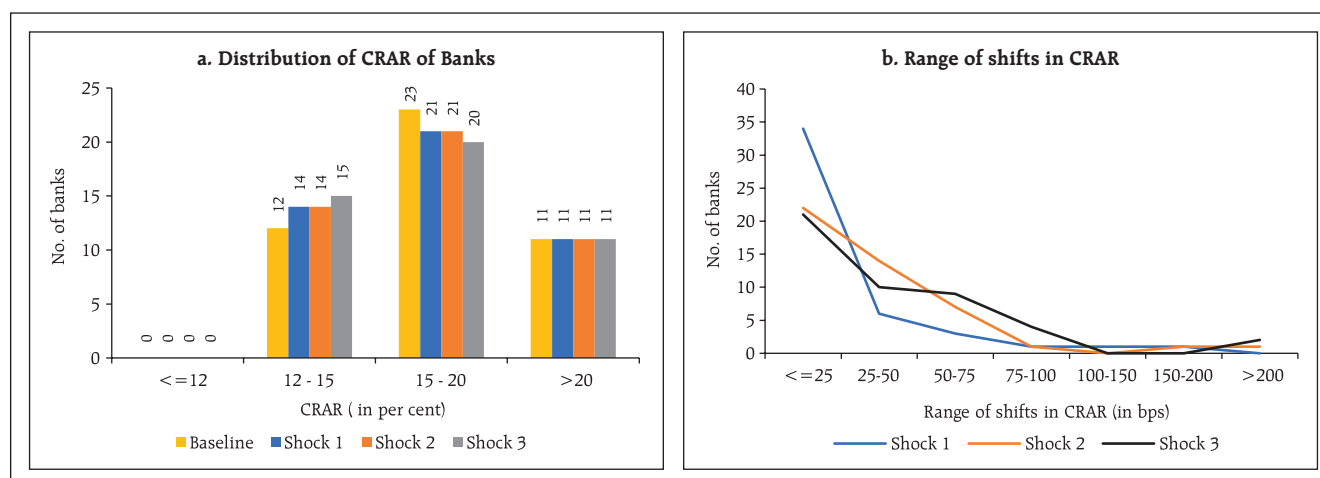 a. Distribution of CRAR of Banks
No. of banks
25
20
15
10
5
0
0 0 0 0
12 14 14 15
23 21 21 20
11 11 11 11
<=12 12 - 15 15 - 20 >20
CRAR ( in per cent)
Baseline Shock 1 Shock 2 Shock 3
b. Range of shifts in CRAR
No. of banks
40
35
30
25
20
15
10
5
0
<=25 25-50 50-75 75-100 100-150 150-200 >200
Range of shifts in CRAR (in bps)
Shock 1 Shock 2 Shock 3